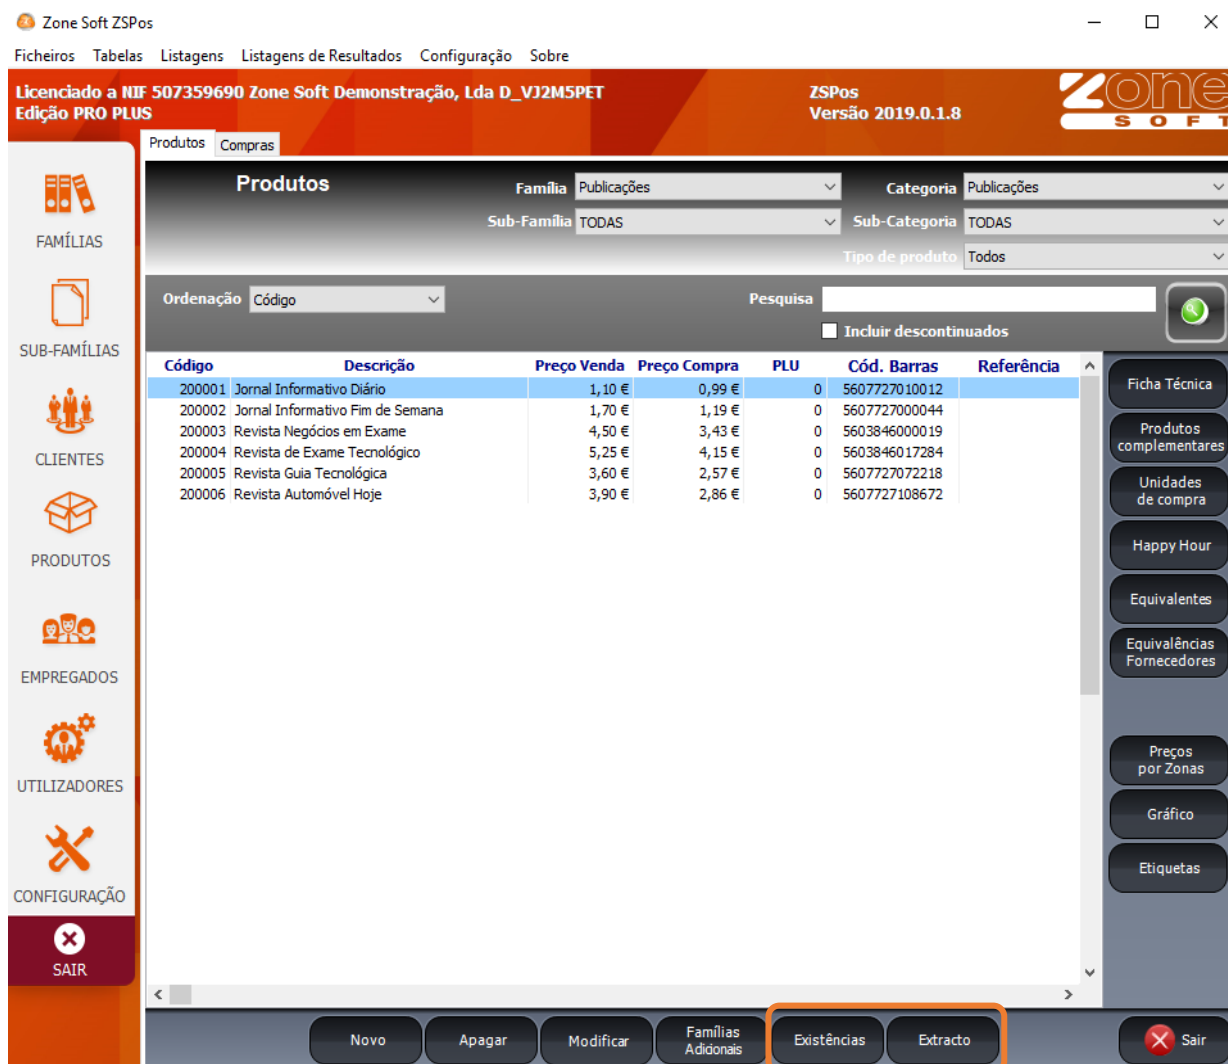 Zone Soft ZSPos
Ficheiros Tabelas Listagens Listagens de Resultados Configuração Sobre
Licenciado a NIF 507359690 Zone Soft Demonstração, Lda D_VJ2M5PET
Edição PRO PLUS
ZSPos
Versão 2019.0.1.8
zone
SOFT
Produtos Compras
FAMÍLIAS
SUB-FAMÍLIAS
CLIENTES
PRODUTOS
EMPREGADOS
UTILIZADORES
CONFIGURAÇÃO
SAIR
Produtos
Família Publicações Categoria Publicações
Sub-Família TODAS Sub-Categoria TODAS
Tipo de produto Todos
Ordenação Código Pesquisa
Incluir descontinuados
Código Descrição Preço Venda Preço Compra PLU Cód. Barras Referência
200001 Jornal Informativo Diário 1,10 € 0,99 € 0 5607727010012
200002 Jornal Informativo Fim de Semana 1,70 € 1,19 € 0 5607727000044
200003 Revista Negócios em Exame 4,50 € 3,43 € 0 5603846000019
200004 Revista de Exame Tecnológico 5,25 € 4,15 € 0 5603846017284
200005 Revista Guia Tecnológica 3,60 € 2,57 € 0 5607727072218
200006 Revista Automóvel Hoje 3,90 € 2,86 € 0 5607727108672
Ficha Técnica
Produtos
complementares
Unidades
de compra
Happy Hour
Equivalentes
Equivalências
Fornecedores
Preços
por Zonas
Gráfico
Etiquetas
Novo Apagar Modificar Famílias Adicionais Existências Extracto Sair